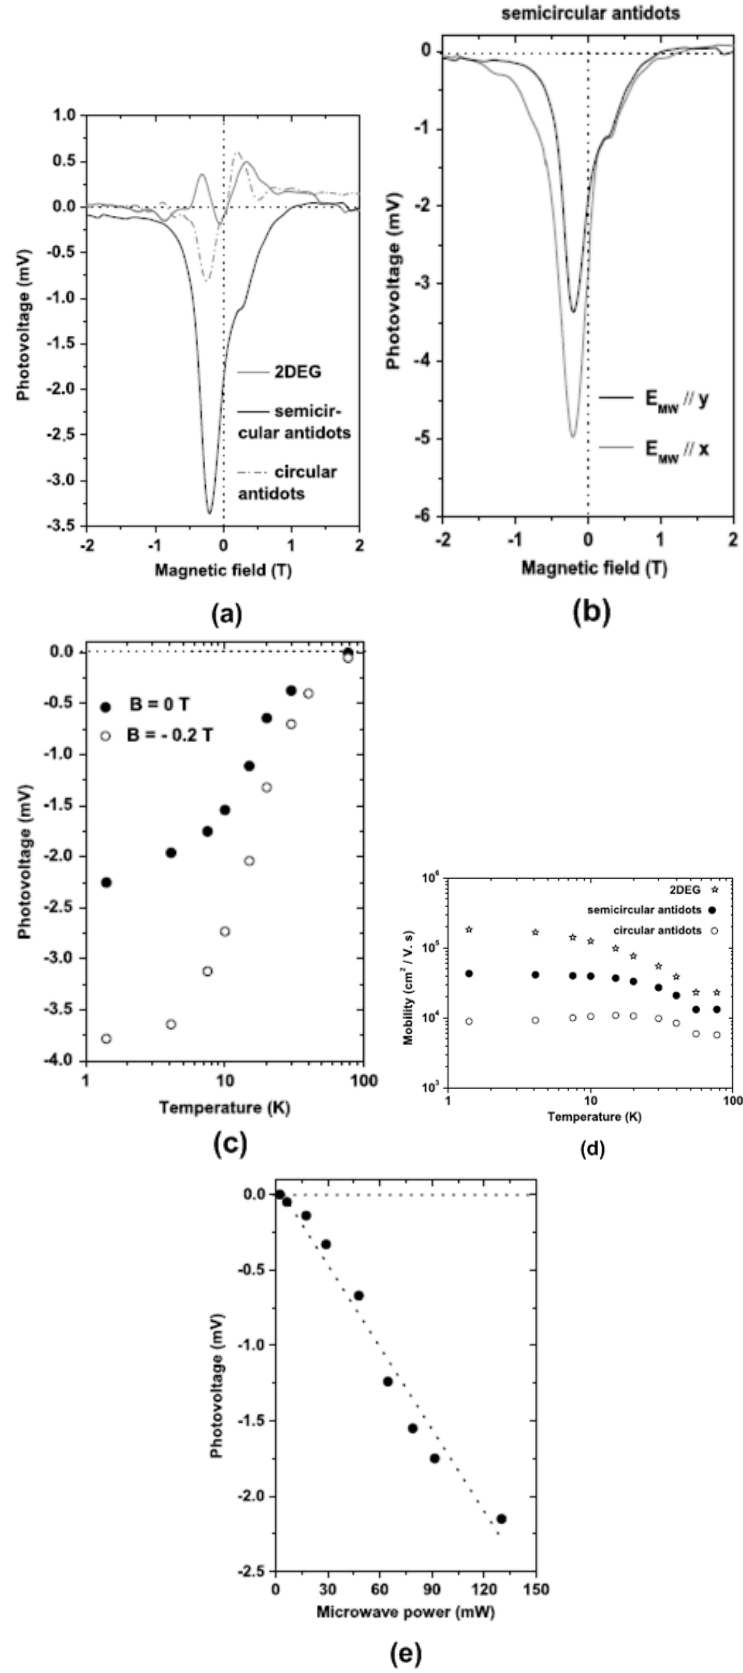 semicircular antidots
1.0
0.5
0.0
-0.5
-1.0
-1.5
-2.0
-2.5
-3.0
-3.5
Photovoltage (mV)
2DEG
semicir-
cular antidots
circular
antidots
-2 -1 0 1 2
Magnetic field (T)
(a)
0
-1
-2
-3
-4
-5
-6
Photovoltage (mV)
E_MW // y
E_MW // x
-2 -1 0 1 2
Magnetic field (T)
(b)
0.0
-0.5
-1.0
-1.5
-2.0
-2.5
-3.0
-3.5
-4.0
Photovoltage (mV)
B = 0 T
B = - 0.2 T
1 10 100
Temperature (K)
(c)
10^6
10^5
10^4
10^3
Mobility (cm^2 / V. s)
2DEG
semicircular antidots
circular antidots
1 10 100
Temperature (K)
(d)
0.0
-0.5
-1.0
-1.5
-2.0
-2.5
Photovoltage (mV)
0 30 60 90 120 150
Microwave power (mW)
(e)